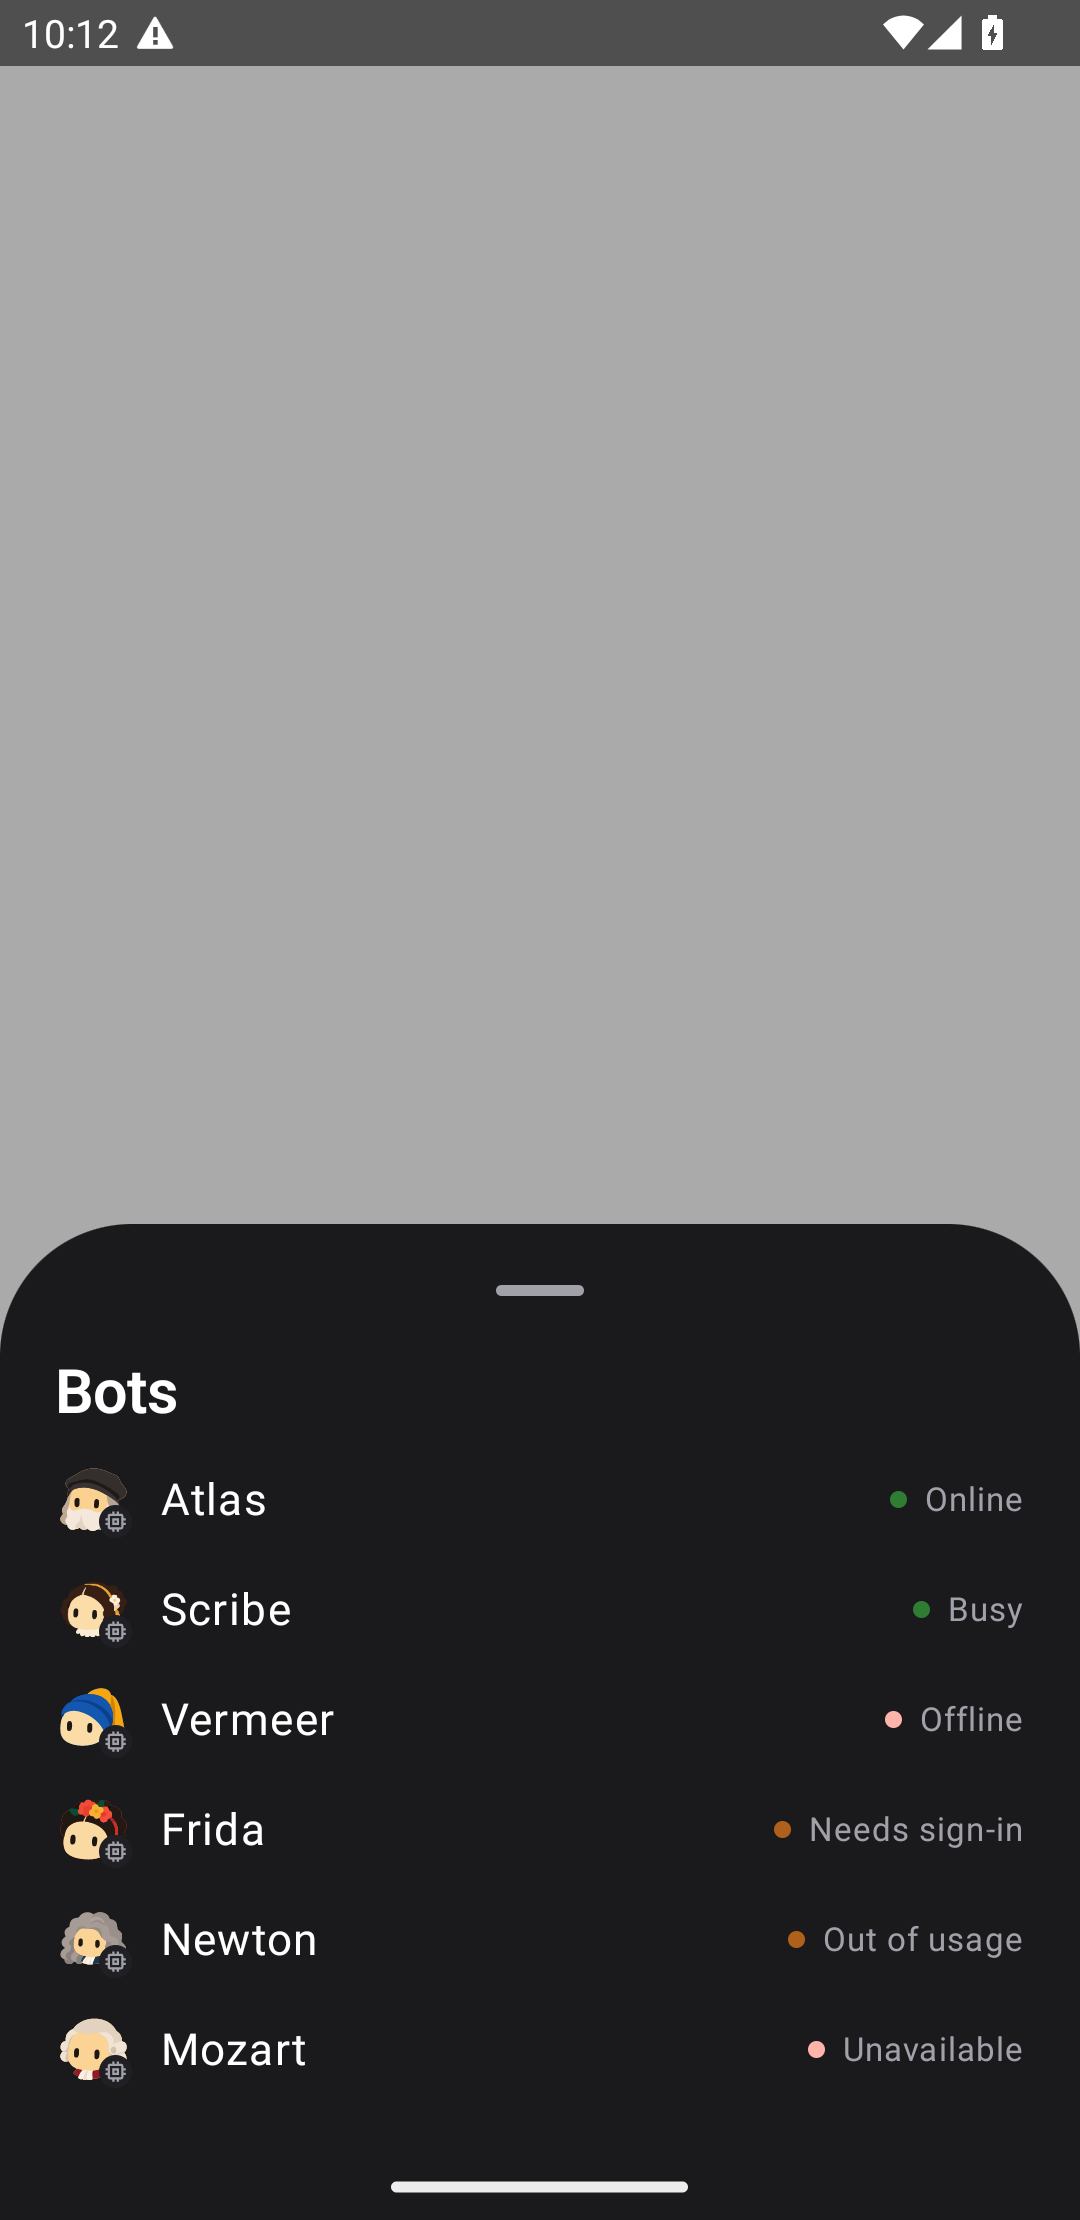 10:12
Bots
Atlas
Online
Scribe
Busy
Vermeer
Offline
Frida
Needs sign-in
Newton
Out of usage
Mozart
Unavailable